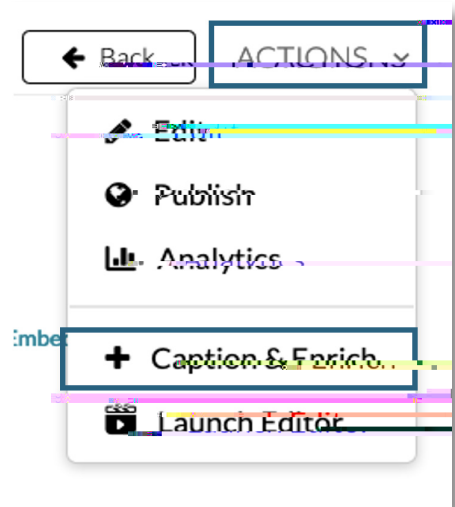 Back ACTIONS
Edit
Publish
Analytics
Embe
Caption & Enrich
Launch Editor